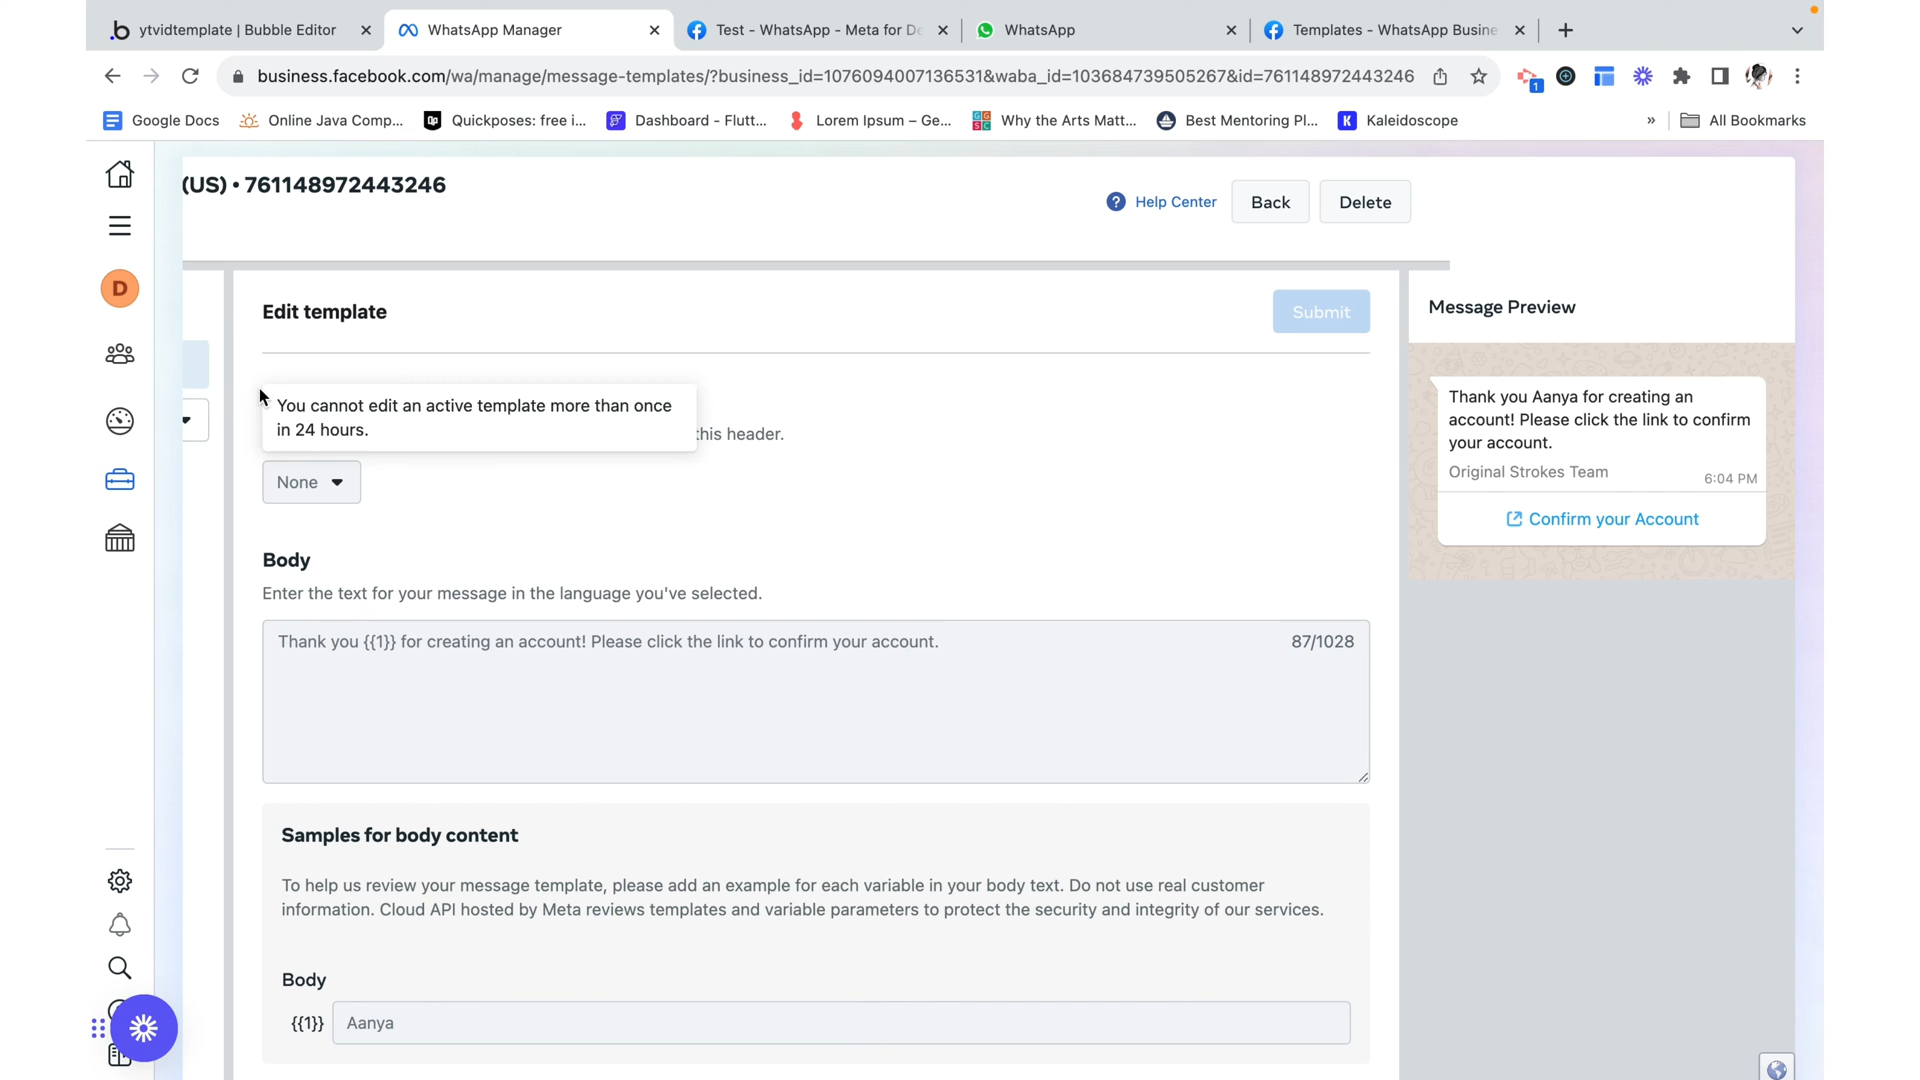 ytvidtemplate | Bubble Editor
WhatsApp Manager
Test - WhatsApp - Meta for De
WhatsApp
Templates - WhatsApp Busine
business.facebook.com/wa/manage/message-templates/?business_id=1076094007136531&waba_id=103684739505267&id=761148972443246
1
Google Docs
Online Java Comp...
Quickposes: free i...
Dashboard - Flutt...
Lorem Ipsum – Ge...
Why the Arts Matt...
Best Mentoring Pl...
Kaleidoscope
»
All Bookmarks
(US) • 761148972443246
Help Center
Back
Delete
D
Edit template
Submit
Message Preview
You cannot edit an active template more than once
in 24 hours.
this header.
None
Thank you Aanya for creating an
account! Please click the link to confirm
your account.
Original Strokes Team
6:04 PM
Confirm your Account
Body
Enter the text for your message in the language you've selected.
Thank you {{1}} for creating an account! Please click the link to confirm your account.
87/1028
Samples for body content
To help us review your message template, please add an example for each variable in your body text. Do not use real customer
information. Cloud API hosted by Meta reviews templates and variable parameters to protect the security and integrity of our services.
Body
{{1}}
Aanya